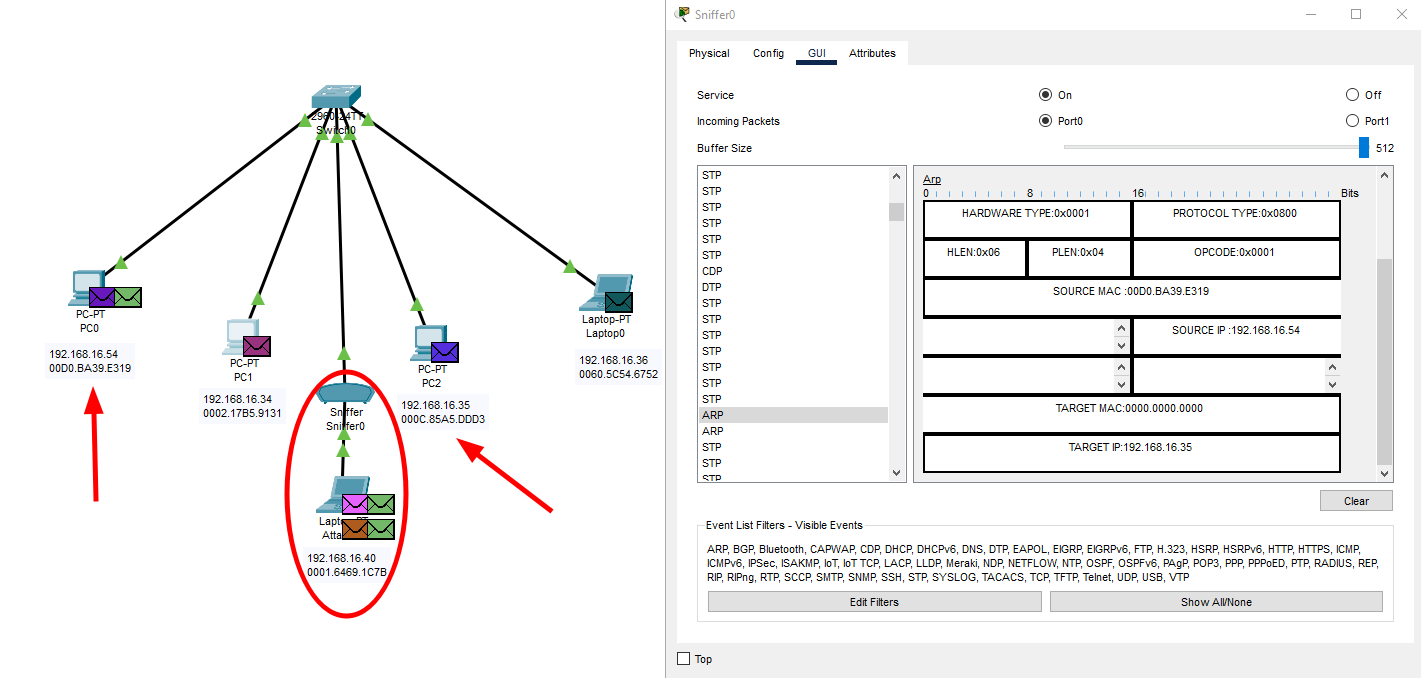 2960-24TT
Switch0
PC-PT
PC0
192.168.16.54
00D0.BA39.E319
PC-PT
PC1
192.168.16.34
0002.17B5.9131
Sniffer
Sniffer0
PC-PT
PC2
192.168.16.35
000C.85A5.DDD3
Laptop-PT
Laptop0
192.168.16.36
0060.5C54.6752
192.168.16.40
0001.6469.1C7B
Sniffer0
Physical Config GUI Attributes
Service On Off
Incoming Packets Port0 Port1
Buffer Size 512
STP
STP
STP
STP
STP
STP
CDP
DTP
STP
STP
STP
STP
STP
STP
STP
ARP
ARP
STP
STP
STP
Arp
0 8 16 Bits
HARDWARE TYPE:0x0001 PROTOCOL TYPE:0x0800
HLEN:0x06 PLEN:0x04 OPCODE:0x0001
SOURCE MAC :00D0.BA39.E319
SOURCE IP :192.168.16.54
TARGET MAC:0000.0000.0000
TARGET IP:192.168.16.35
Clear
Event List Filters - Visible Events
ARP, BGP, Bluetooth, CAPWAP, CDP, DHCP, DHCPv6, DNS, DTP, EAPOL, EIGRP, EIGRPv6, FTP, H.323, HSRP, HSRPv6, HTTP, HTTPS, ICMP,
ICMPv6, IPSec, ISAKMP, IoT, IoT TCP, LACP, LLDP, Meraki, NDP, NETFLOW, NTP, OSPF, OSPFv6, PAgP, POP3, PPP, PPPoED, PTP, RADIUS, REP,
RIP, RIPng, RTP, SCCP, SMTP, SNMP, SSH, STP, SYSLOG, TACACS, TCP, TFTP, Telnet, UDP, USB, VTP
Edit Filters Show All/None
Top